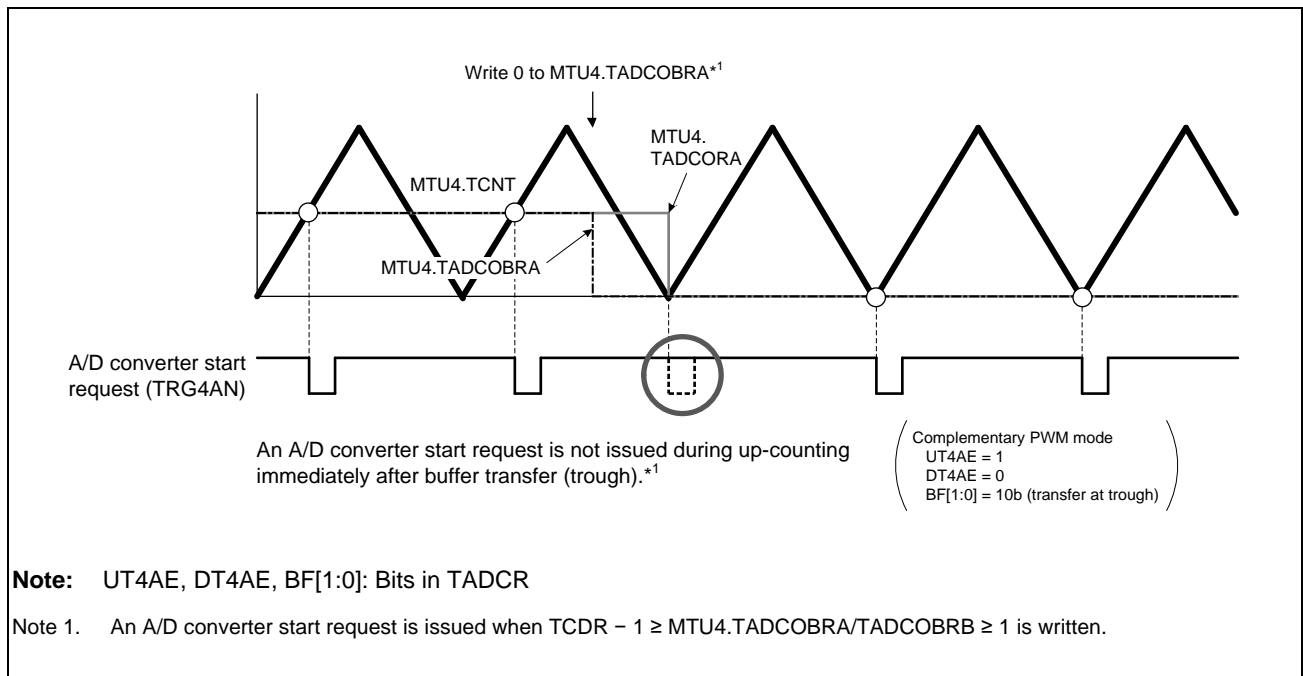 Write 0 to MTU4.TADCOBRA*1
MTU4.
TADCORA
MTU4.TCNT
MTU4.TADCOBRA
A/D converter start
request (TRG4AN)
An A/D converter start request is not issued during up-counting
immediately after buffer transfer (trough).*1
Complementary PWM mode
UT4AE = 1
DT4AE = 0
BF[1:0] = 10b (transfer at trough)
Note: UT4AE, DT4AE, BF[1:0]: Bits in TADCR
Note 1. An A/D converter start request is issued when TCDR − 1 ≥ MTU4.TADCOBRA/TADCOBRB ≥ 1 is written.